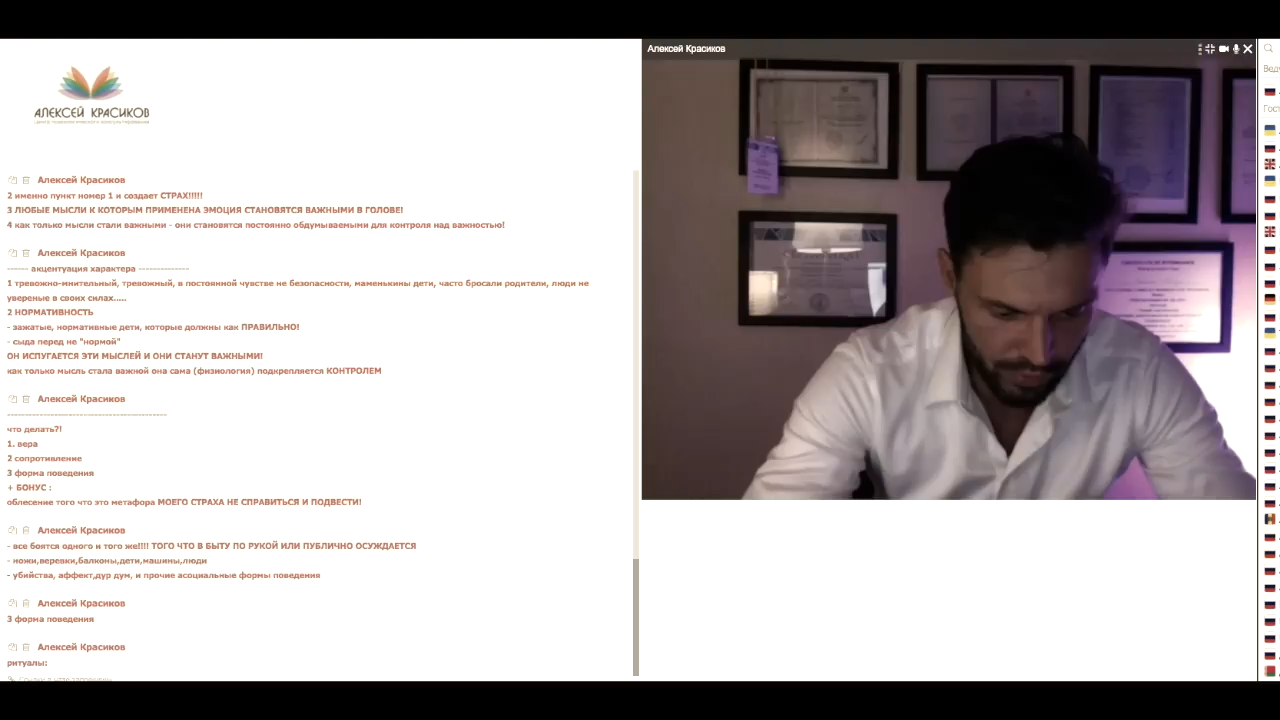 АЛЕКСЕЙ КРАСИКОВ
Алексей Красиков
2 именно пункт номер 1 и создает СТРАХ!!!!!
3 ЛЮБЫЕ МЫСЛИ К КОТОРЫМ ПРИМЕНЕНА ЭМОЦИЯ СТАНОВЯТСЯ ВАЖНЫМИ В ГОЛОВЕ!
4 как только мысли стали важными - они становятся постоянно обдумываемыми для контроля над важностью!
Алексей Красиков
------ акцентуация характера --------------
1 тревожно-мнительный, тревожный, в постоянной чувстве не безопасности, маменькины дети, часто бросали родители, люди не
увереные в своих силах.....
2 НОРМАТИВНОСТЬ
- зажатые, нормативные дети, которые должны как ПРАВИЛЬНО!
- сыда перед не "нормой"
ОН ИСПУГАЕТСЯ ЭТИ МЫСЛЕЙ И ОНИ СТАНУТ ВАЖНЫМИ!
как только мысль стала важной она сама (физиология) подкрепляется КОНТРОЛЕМ
Алексей Красиков
--------------------------------------------
что делать?!
1. вера
2 сопротивление
3 форма поведения
+ БОНУС :
облесение того что это метафора МОЕГО СТРАХА НЕ СПРАВИТЬСЯ И ПОДВЕСТИ!
Алексей Красиков
- все боятся одного и того же!!!! ТОГО ЧТО В БЫТУ ПО РУКОЙ ИЛИ ПУБЛИЧНО ОСУЖДАЕТСЯ
- ножи,веревки,балконы,дети,машины,люди
- убийства, аффект,дур дум, и прочие асоциальные формы поведения
Алексей Красиков
3 форма поведения
Алексей Красиков
ритуалы:
Алексей Красиков
Вед
Гост